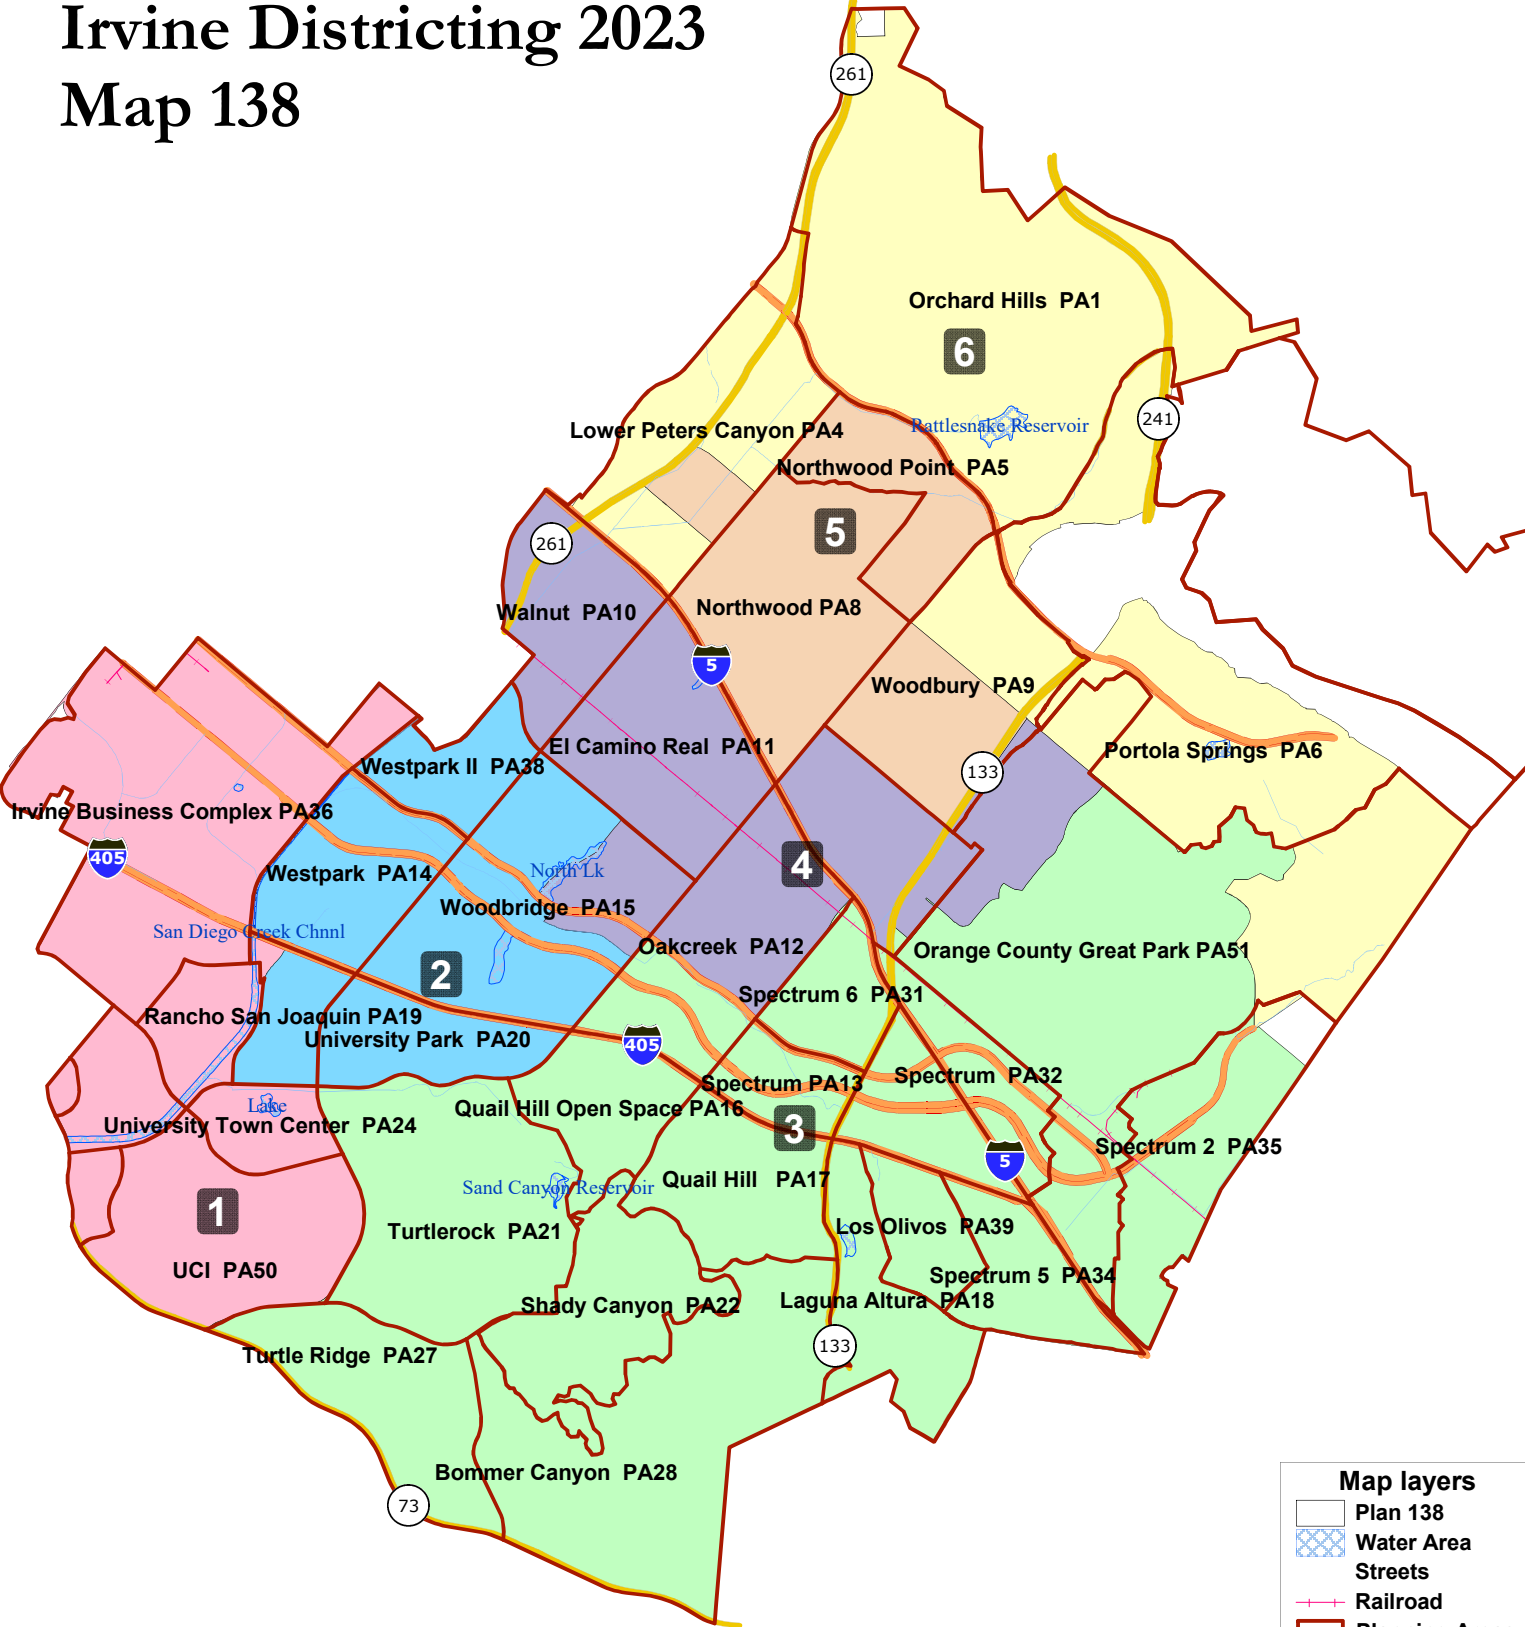 Irvine Districting 2023
Map 138
261
Orchard Hills PA1
6
241
Rattlesnake Reservoir
Lower Peters Canyon PA4
Northwood Point PA5
5
261
Walnut PA10
Northwood PA8
5
Woodbury PA9
El Camino Real PA11
Westpark II PA38
Portola Springs PA6
133
Irvine Business Complex PA36
405
4
Westpark PA14
North Lk
Woodbridge PA15
San Diego Creek Chnnl
Oakcreek PA12
Orange County Great Park PA51
2
Spectrum 6 PA31
Rancho San Joaquin PA19
University Park PA20
405
Spectrum PA13
Spectrum PA32
Lake
Quail Hill Open Space PA16
University Town Center PA24
3
Spectrum 2 PA35
5
Quail Hill PA17
Sand Canyon Reservoir
1
Turtlerock PA21
Los Olivos PA39
UCI PA50
Spectrum 5 PA34
Shady Canyon PA22
Laguna Altura PA18
133
Turtle Ridge PA27
Bommer Canyon PA28
73
Map layers
Plan 138
Water Area
Streets
Railroad